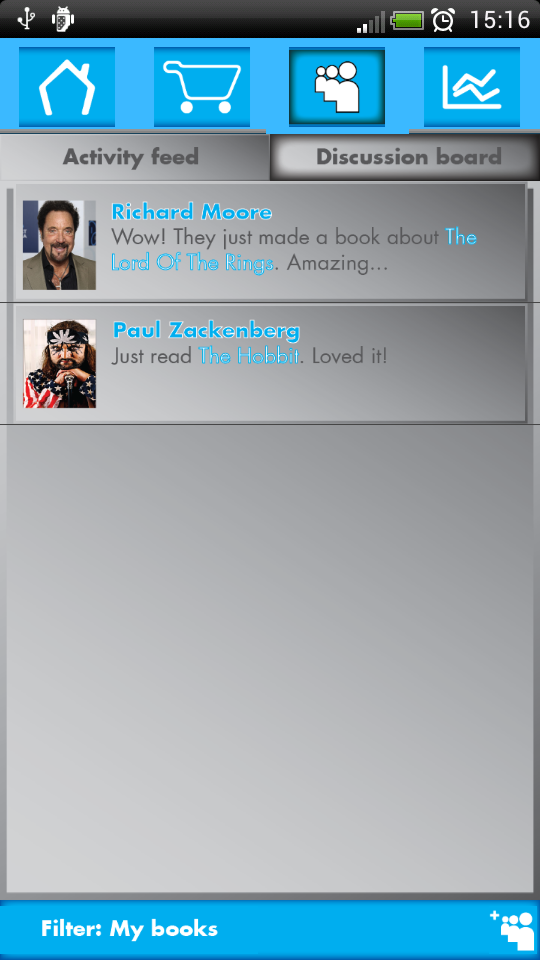 15:16
Activity feed
Discussion board
Richard Moore
Wow! They just made a book about The
Lord Of The Rings. Amazing...
Paul Zackenberg
Just read The Hobbit. Loved it!
Filter: My books